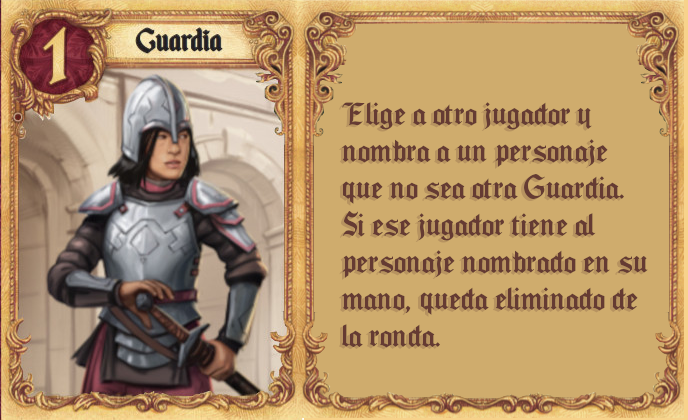 1
Guardia
Elige a otro jugador y
nombra a un personaje
que no sea otra Guardia.
Si ese jugador tiene al
personaje nombrado en su
mano, queda eliminado de
la ronda.